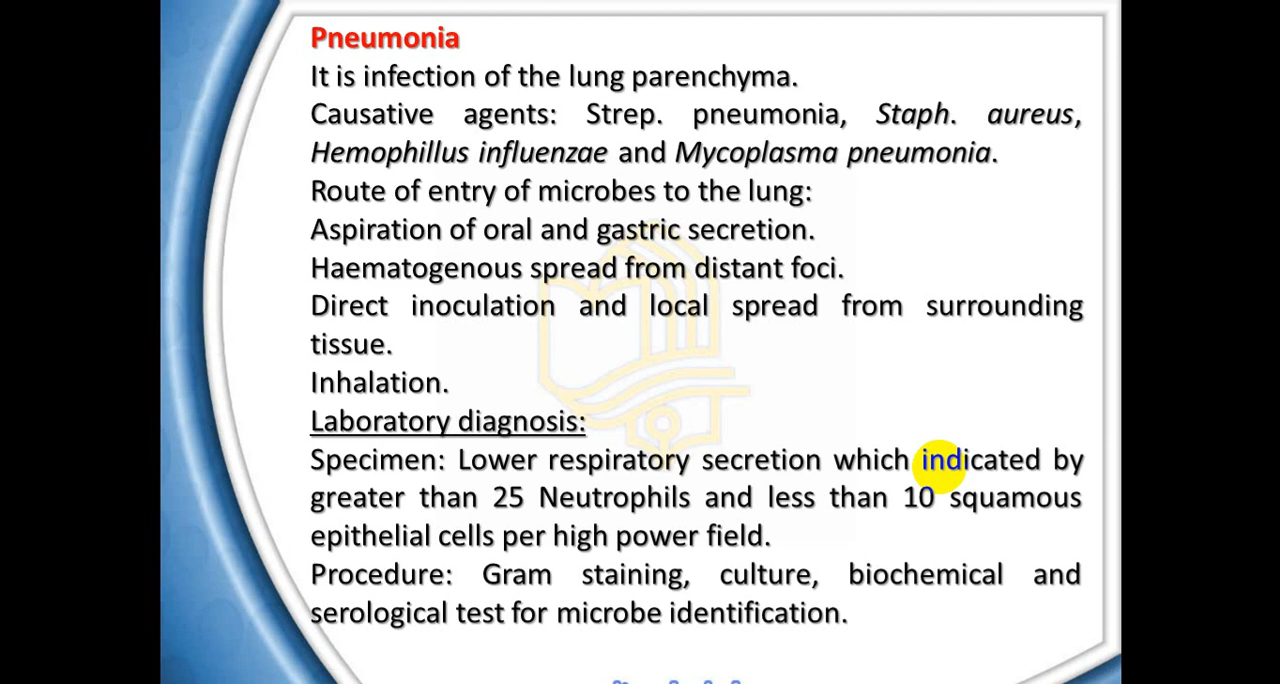 Pneumonia
It is infection of the lung parenchyma.
Causative agents: Strep. pneumonia, Staph. aureus,
Hemophillus influenzae and Mycoplasma pneumonia.
Route of entry of microbes to the lung:
Aspiration of oral and gastric secretion.
Haematogenous spread from distant foci.
Direct inoculation and local spread from surrounding
tissue.
Inhalation.
Laboratory diagnosis:
Specimen: Lower respiratory secretion which indicated by
greater than 25 Neutrophils and less than 10 squamous
epithelial cells per high power field.
Procedure: Gram staining, culture, biochemical and
serological test for microbe identification.